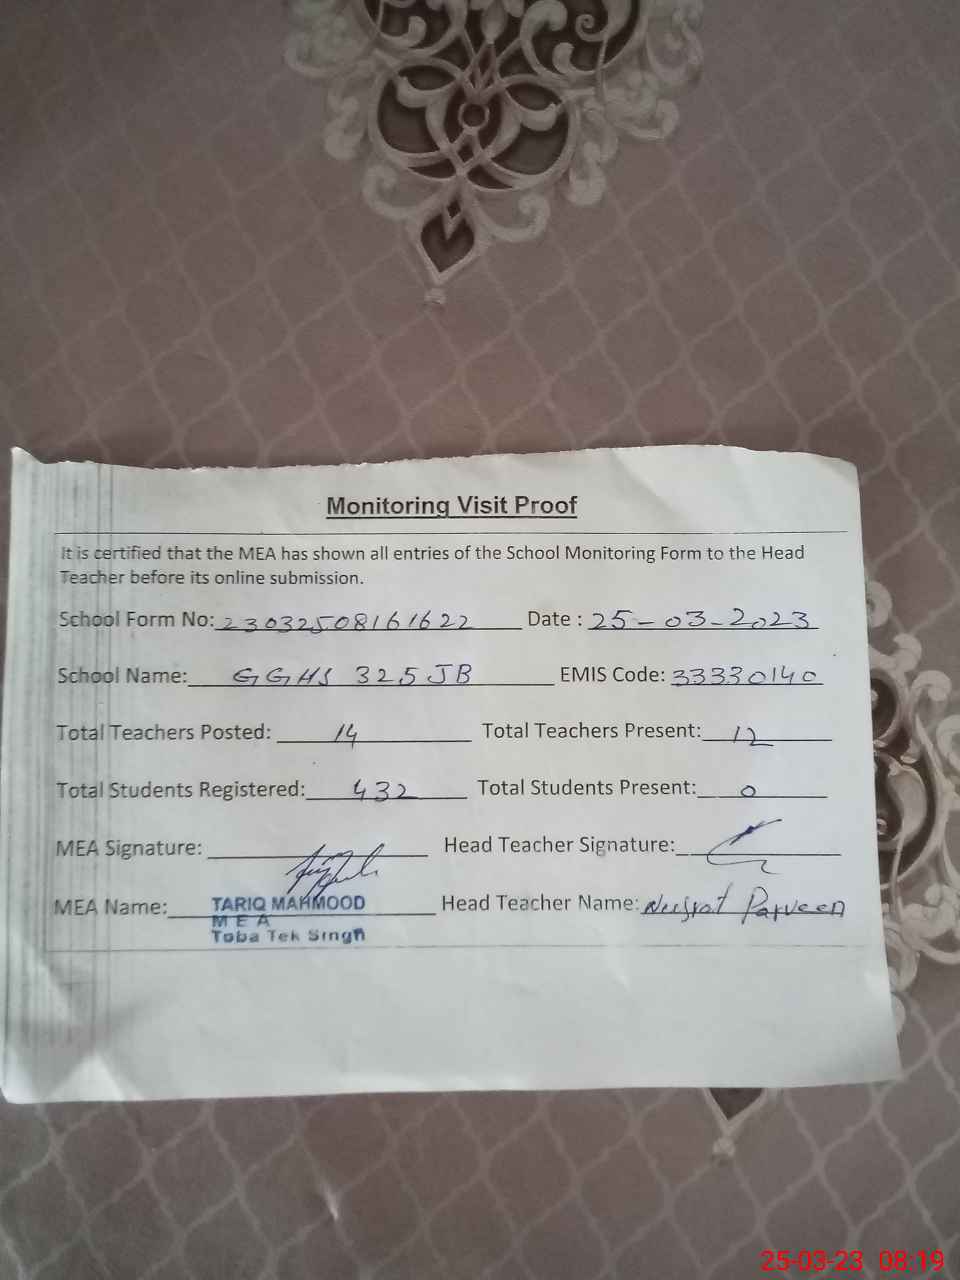 Monitoring Visit Proof
It is certified that the MEA has shown all entries of the School Monitoring Form to the Head
Teacher before its online submission.
School Form No: 23032508161622 Date : 25-03-2023
School Name: GGHS 325 JB EMIS Code: 33330140
Total Teachers Posted: 14 Total Teachers Present: 12
Total Students Registered: 432 Total Students Present: 0
MEA Signature: Head Teacher Signature:
MEA Name: TARIQ MAHMOOD Head Teacher Name: Nusrat Parveen
M E A
Toba Tek Singh
25-03-23 08:19